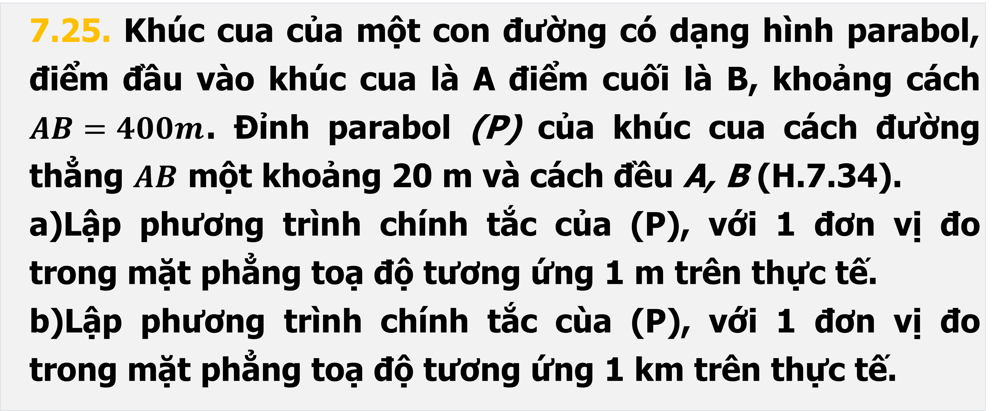 7.25. Khúc cua của một con đường có dạng hình parabol,
điểm đầu vào khúc cua là A điểm cuối là B, khoảng cách
AB = 400m. Đỉnh parabol (P) của khúc cua cách đường
thẳng AB một khoảng 20 m và cách đều A, B (H.7.34).
a)Lập phương trình chính tắc của (P), với 1 đơn vị đo
trong mặt phẳng toạ độ tương ứng 1 m trên thực tế.
b)Lập phương trình chính tắc cùa (P), với 1 đơn vị đo
trong mặt phẳng toạ độ tương ứng 1 km trên thực tế.